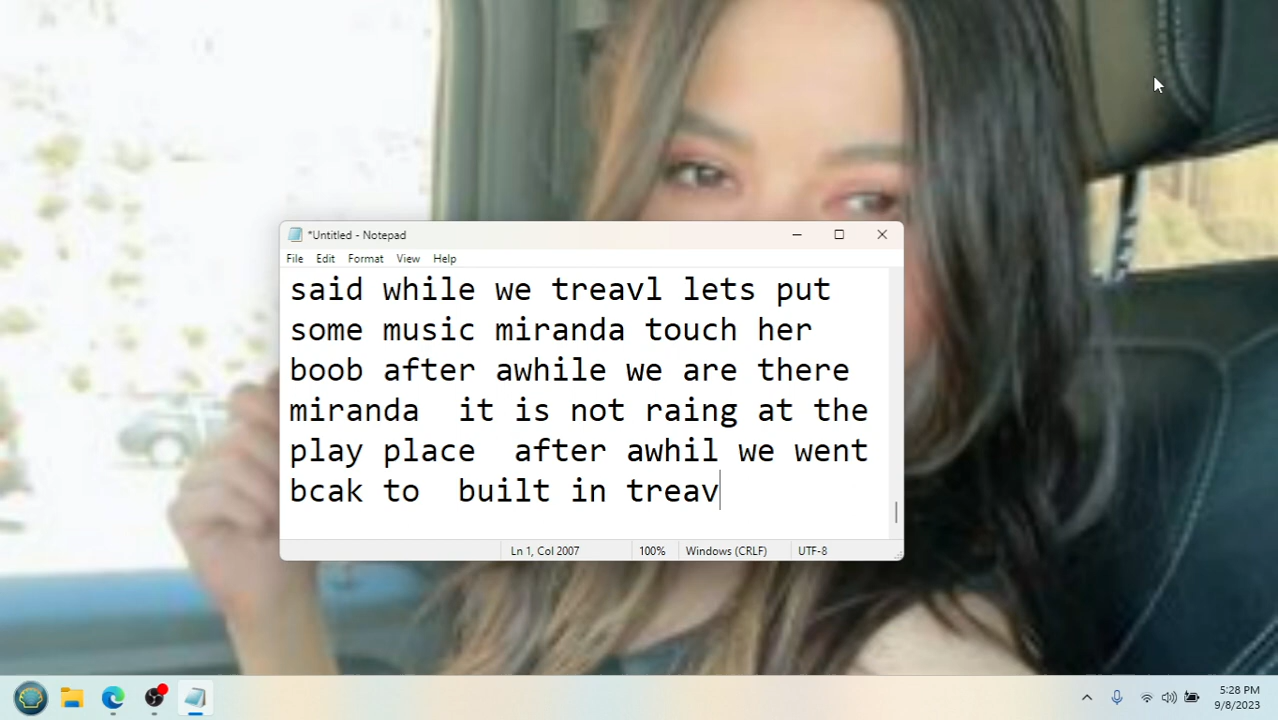 *Untitled - Notepad
File Edit Format View Help
said while we treavl lets put
some music miranda touch her
boob after awhile we are there
miranda  it is not raing at the
play place  after awhil we went
bcak to  built in treav
Ln 1, Col 2007 100% Windows (CRLF) UTF-8
5:28 PM
9/8/2023